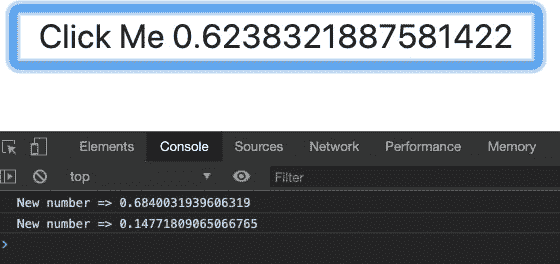 Click Me 0.6238321887581422
Elements Console Sources Network Performance Memory
top Filter
New number => 0.6840031939606319
New number => 0.14771809065066765
>